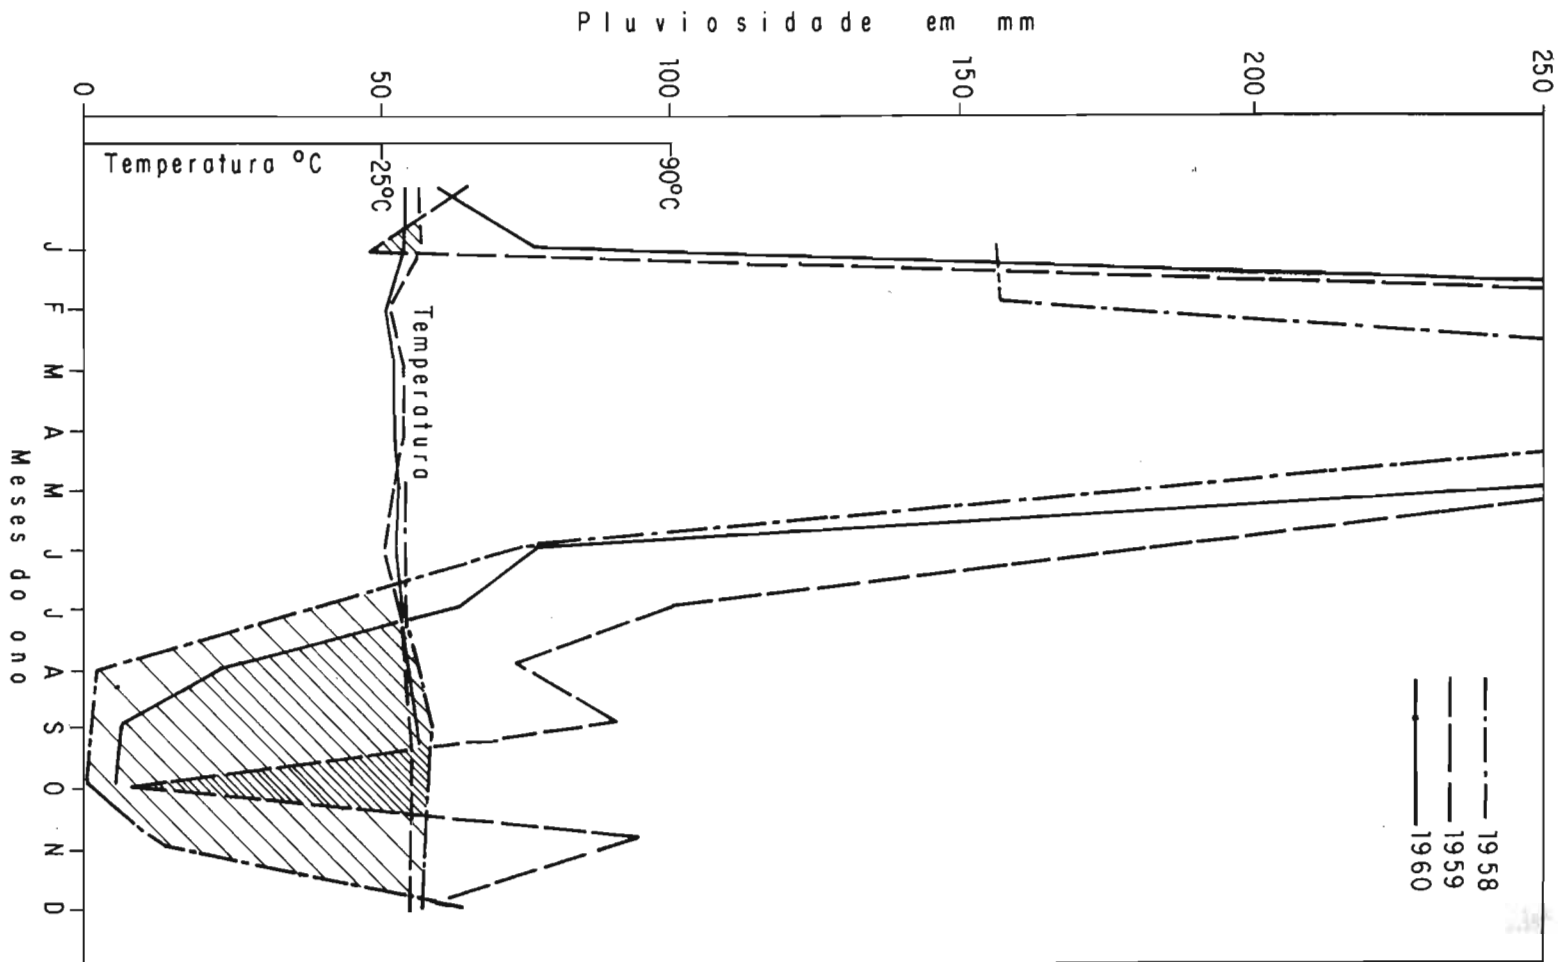 Pluviosidade em mm
0
50
100
150
200
250
Temperatura °C
25°C
90°C
Temperatura
J
F
M
A
M
J
J
A
S
O
N
D
Meses do ano
1958
1959
1960